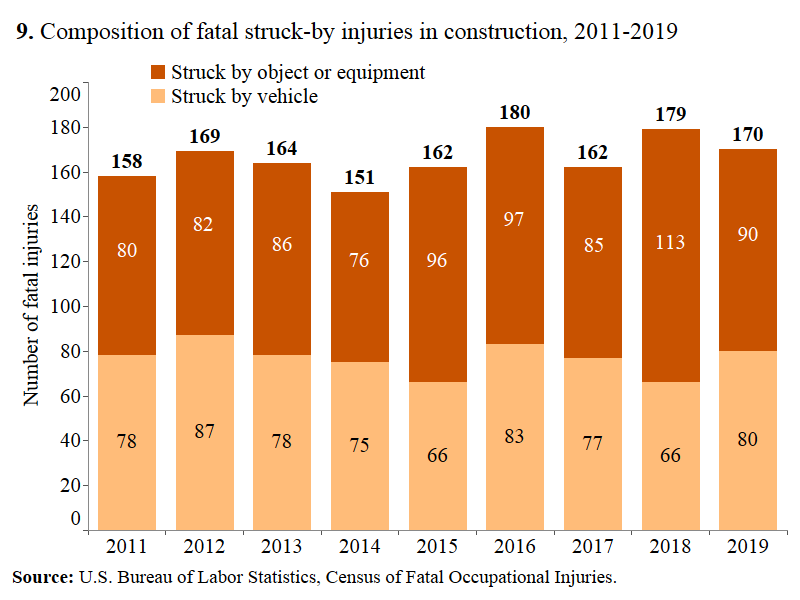 9. Composition of fatal struck-by injuries in construction, 2011-2019
Struck by object or equipment
Struck by vehicle
Number of fatal injuries
200
180
160
140
120
100
80
60
40
20
0
158 169 164 151 162 180 162 179 170
80 82 86 76 96 97 85 113 90
78 87 78 75 66 83 77 66 80
2011 2012 2013 2014 2015 2016 2017 2018 2019
Source: U.S. Bureau of Labor Statistics, Census of Fatal Occupational Injuries.